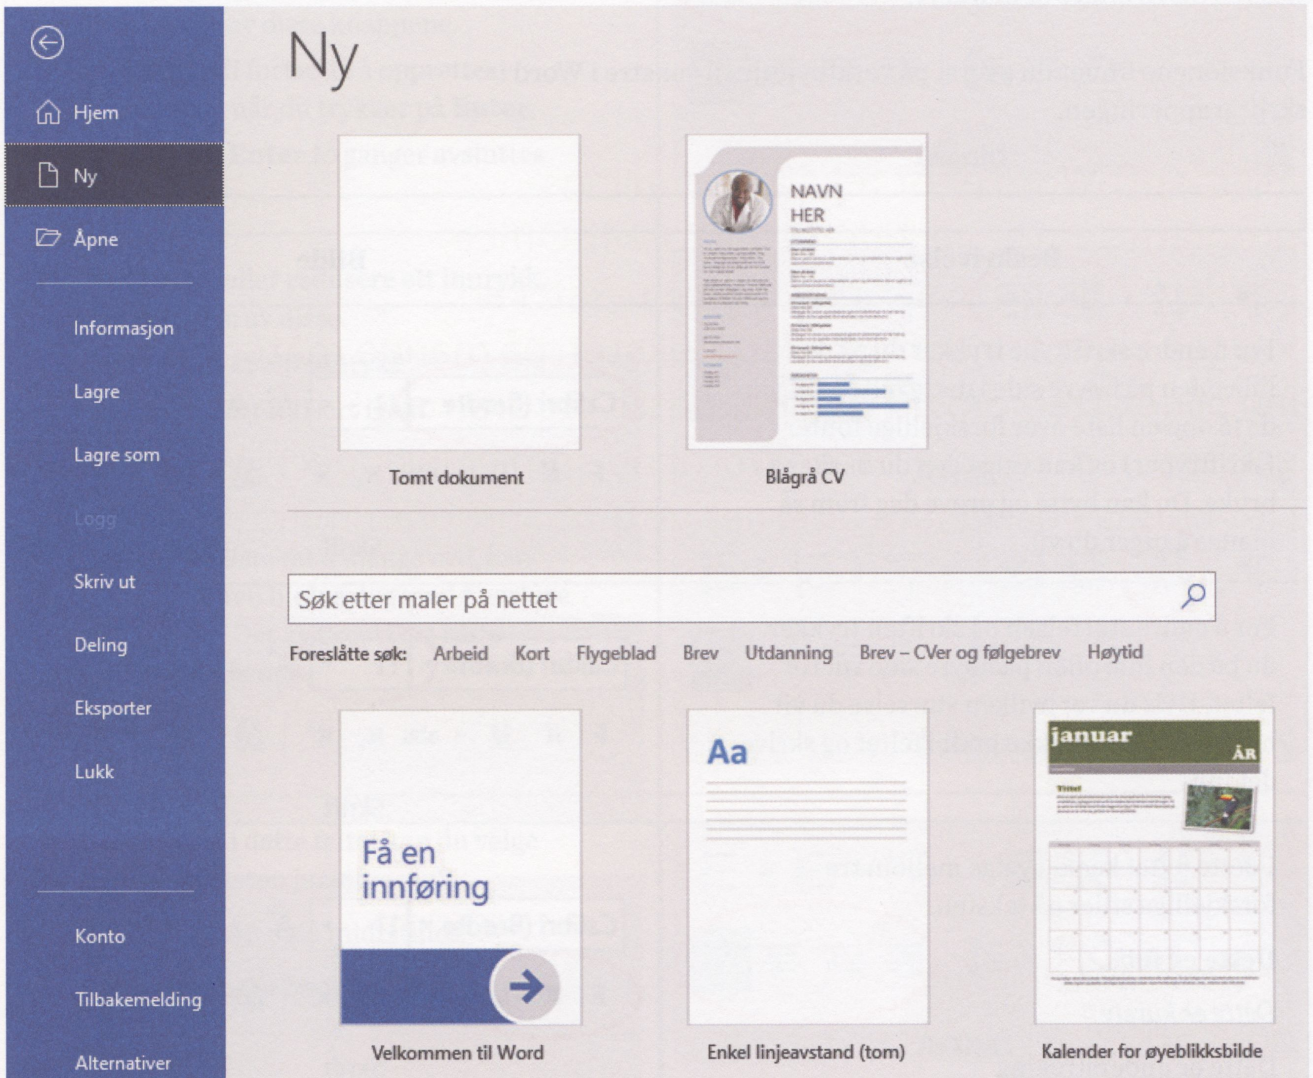 Ny
Hjem
Ny
Åpne
Informasjon
Lagre
Lagre som
Logg
Skriv ut
Deling
Eksporter
Lukk
Konto
Tilbakemelding
Alternativer
NAVN
HER
Tomt dokument
Blågrå CV
Søk etter maler på nettet
Foreslåtte søk: Arbeid Kort Flygeblad Brev Utdanning Brev – CVer og følgebrev Høytid
Få en
innføring
Aa
januar
ÅR
Tittel
Velkommen til Word
Enkel linjeavstand (tom)
Kalender for øyeblikksbilde